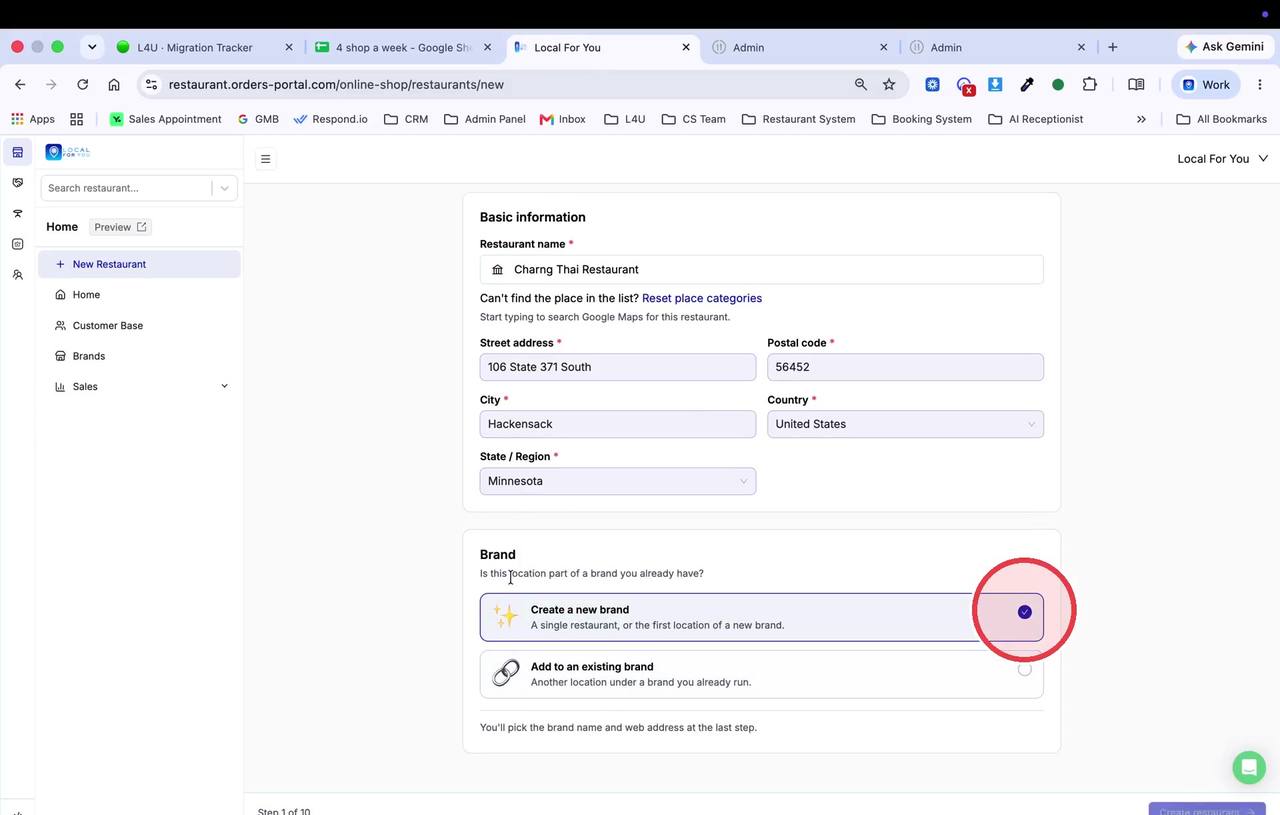 L4U · Migration Tracker
4 shop a week - Google She
Local For You
Admin
Admin
Ask Gemini
restaurant.orders-portal.com/online-shop/restaurants/new
Work
Apps
Sales Appointment
GMB
Respond.io
CRM
Admin Panel
Inbox
L4U
CS Team
Restaurant System
Booking System
AI Receptionist
All Bookmarks
LOCAL
FOR YOU
Local For You
Search restaurant...
Home
Preview
New Restaurant
Home
Customer Base
Brands
Sales
Basic information
Restaurant name *
Charng Thai Restaurant
Can't find the place in the list? Reset place categories
Start typing to search Google Maps for this restaurant.
Street address *
Postal code *
106 State 371 South
56452
City *
Country *
Hackensack
United States
State / Region *
Minnesota
Brand
Is this location part of a brand you already have?
Create a new brand
A single restaurant, or the first location of a new brand.
Add to an existing brand
Another location under a brand you already run.
You'll pick the brand name and web address at the last step.
Step 1 of 10
Create restaurant